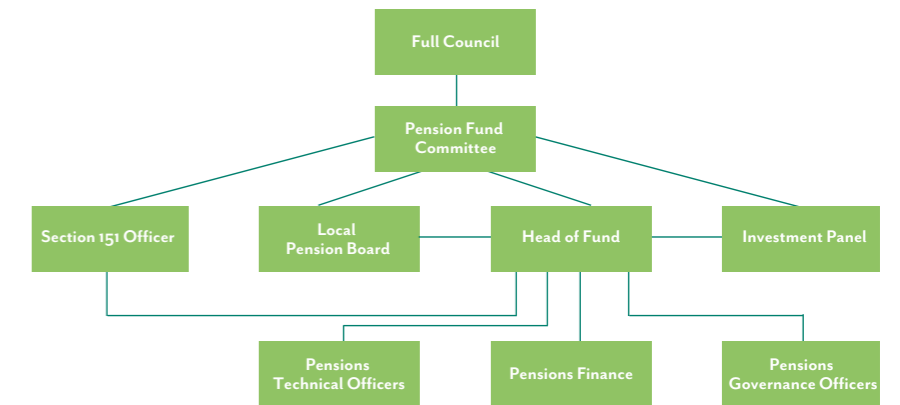 Full Council
Pension Fund
Committee
Section 151 Officer
Local
Pension Board
Head of Fund
Investment Panel
Pensions
Technical Officers
Pensions Finance
Pensions
Governance Officers